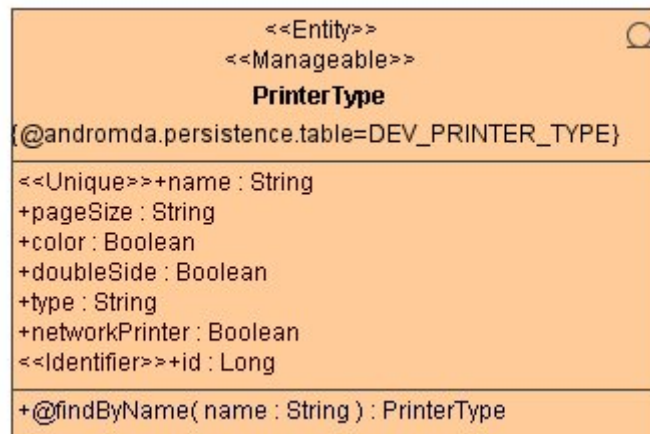 <<Entity>>
<<Manageable>>
PrinterType
{@andromda.persistence.table=DEV_PRINTER_TYPE}
<<Unique>>+name : String
+pageSize : String
+color : Boolean
+doubleSide : Boolean
+type : String
+networkPrinter : Boolean
<<Identifier>>+id : Long
+@findByName( name : String ) : PrinterType